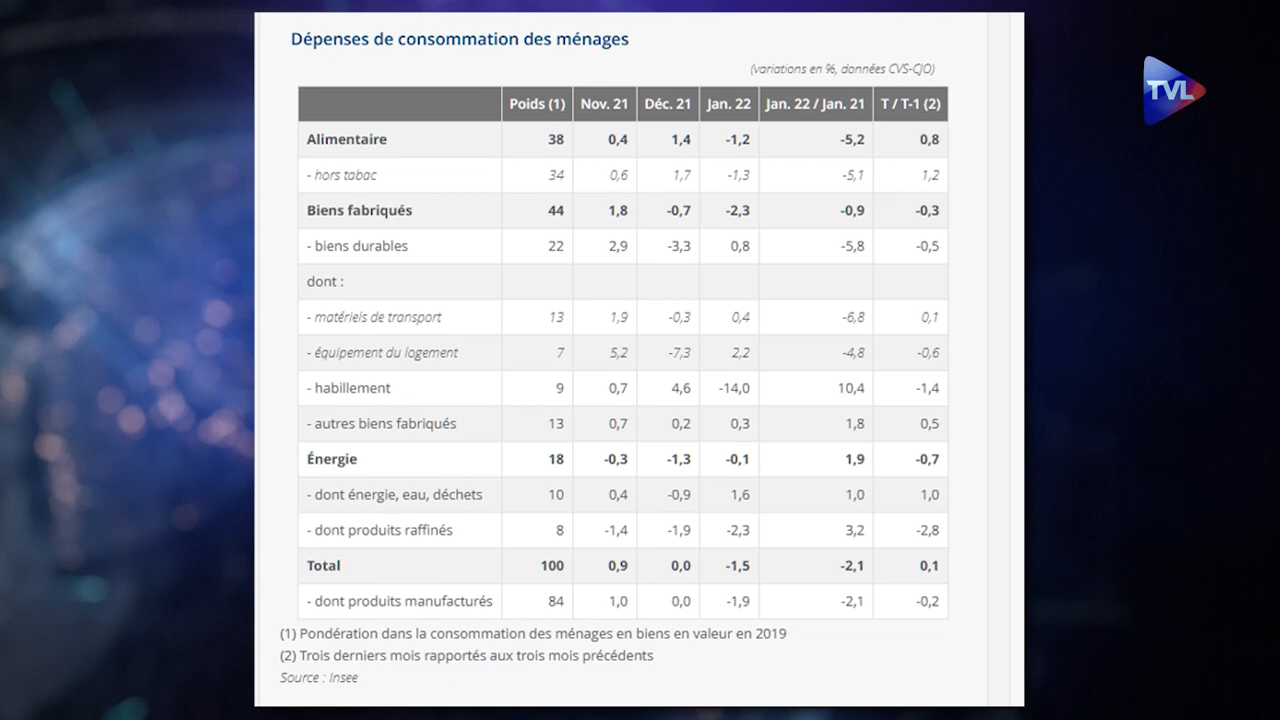 Dépenses de consommation des ménages
(variations en %, données CVS-CJO)
Poids (1) Nov. 21 Déc. 21 Jan. 22 Jan. 22 / Jan. 21 T / T-1 (2)
Alimentaire 38 0,4 1,4 -1,2 -5,2 0,8
- hors tabac 34 0,6 1,7 -1,3 -5,1 1,2
Biens fabriqués 44 1,8 -0,7 -2,3 -0,9 -0,3
- biens durables 22 2,9 -3,3 0,8 -5,8 -0,5
dont :
- matériels de transport 13 1,9 -0,3 0,4 -6,8 0,1
- équipement du logement 7 5,2 -7,3 2,2 -4,8 -0,6
- habillement 9 0,7 4,6 -14,0 10,4 -1,4
- autres biens fabriqués 13 0,7 0,2 0,3 1,8 0,5
Énergie 18 -0,3 -1,3 -0,1 1,9 -0,7
- dont énergie, eau, déchets 10 0,4 -0,9 1,6 1,0 1,0
- dont produits raffinés 8 -1,4 -1,9 -2,3 3,2 -2,8
Total 100 0,9 0,0 -1,5 -2,1 0,1
- dont produits manufacturés 84 1,0 0,0 -1,9 -2,1 -0,2
(1) Pondération dans la consommation des ménages en biens en valeur en 2019
(2) Trois derniers mois rapportés aux trois mois précédents
Source : Insee
TVL